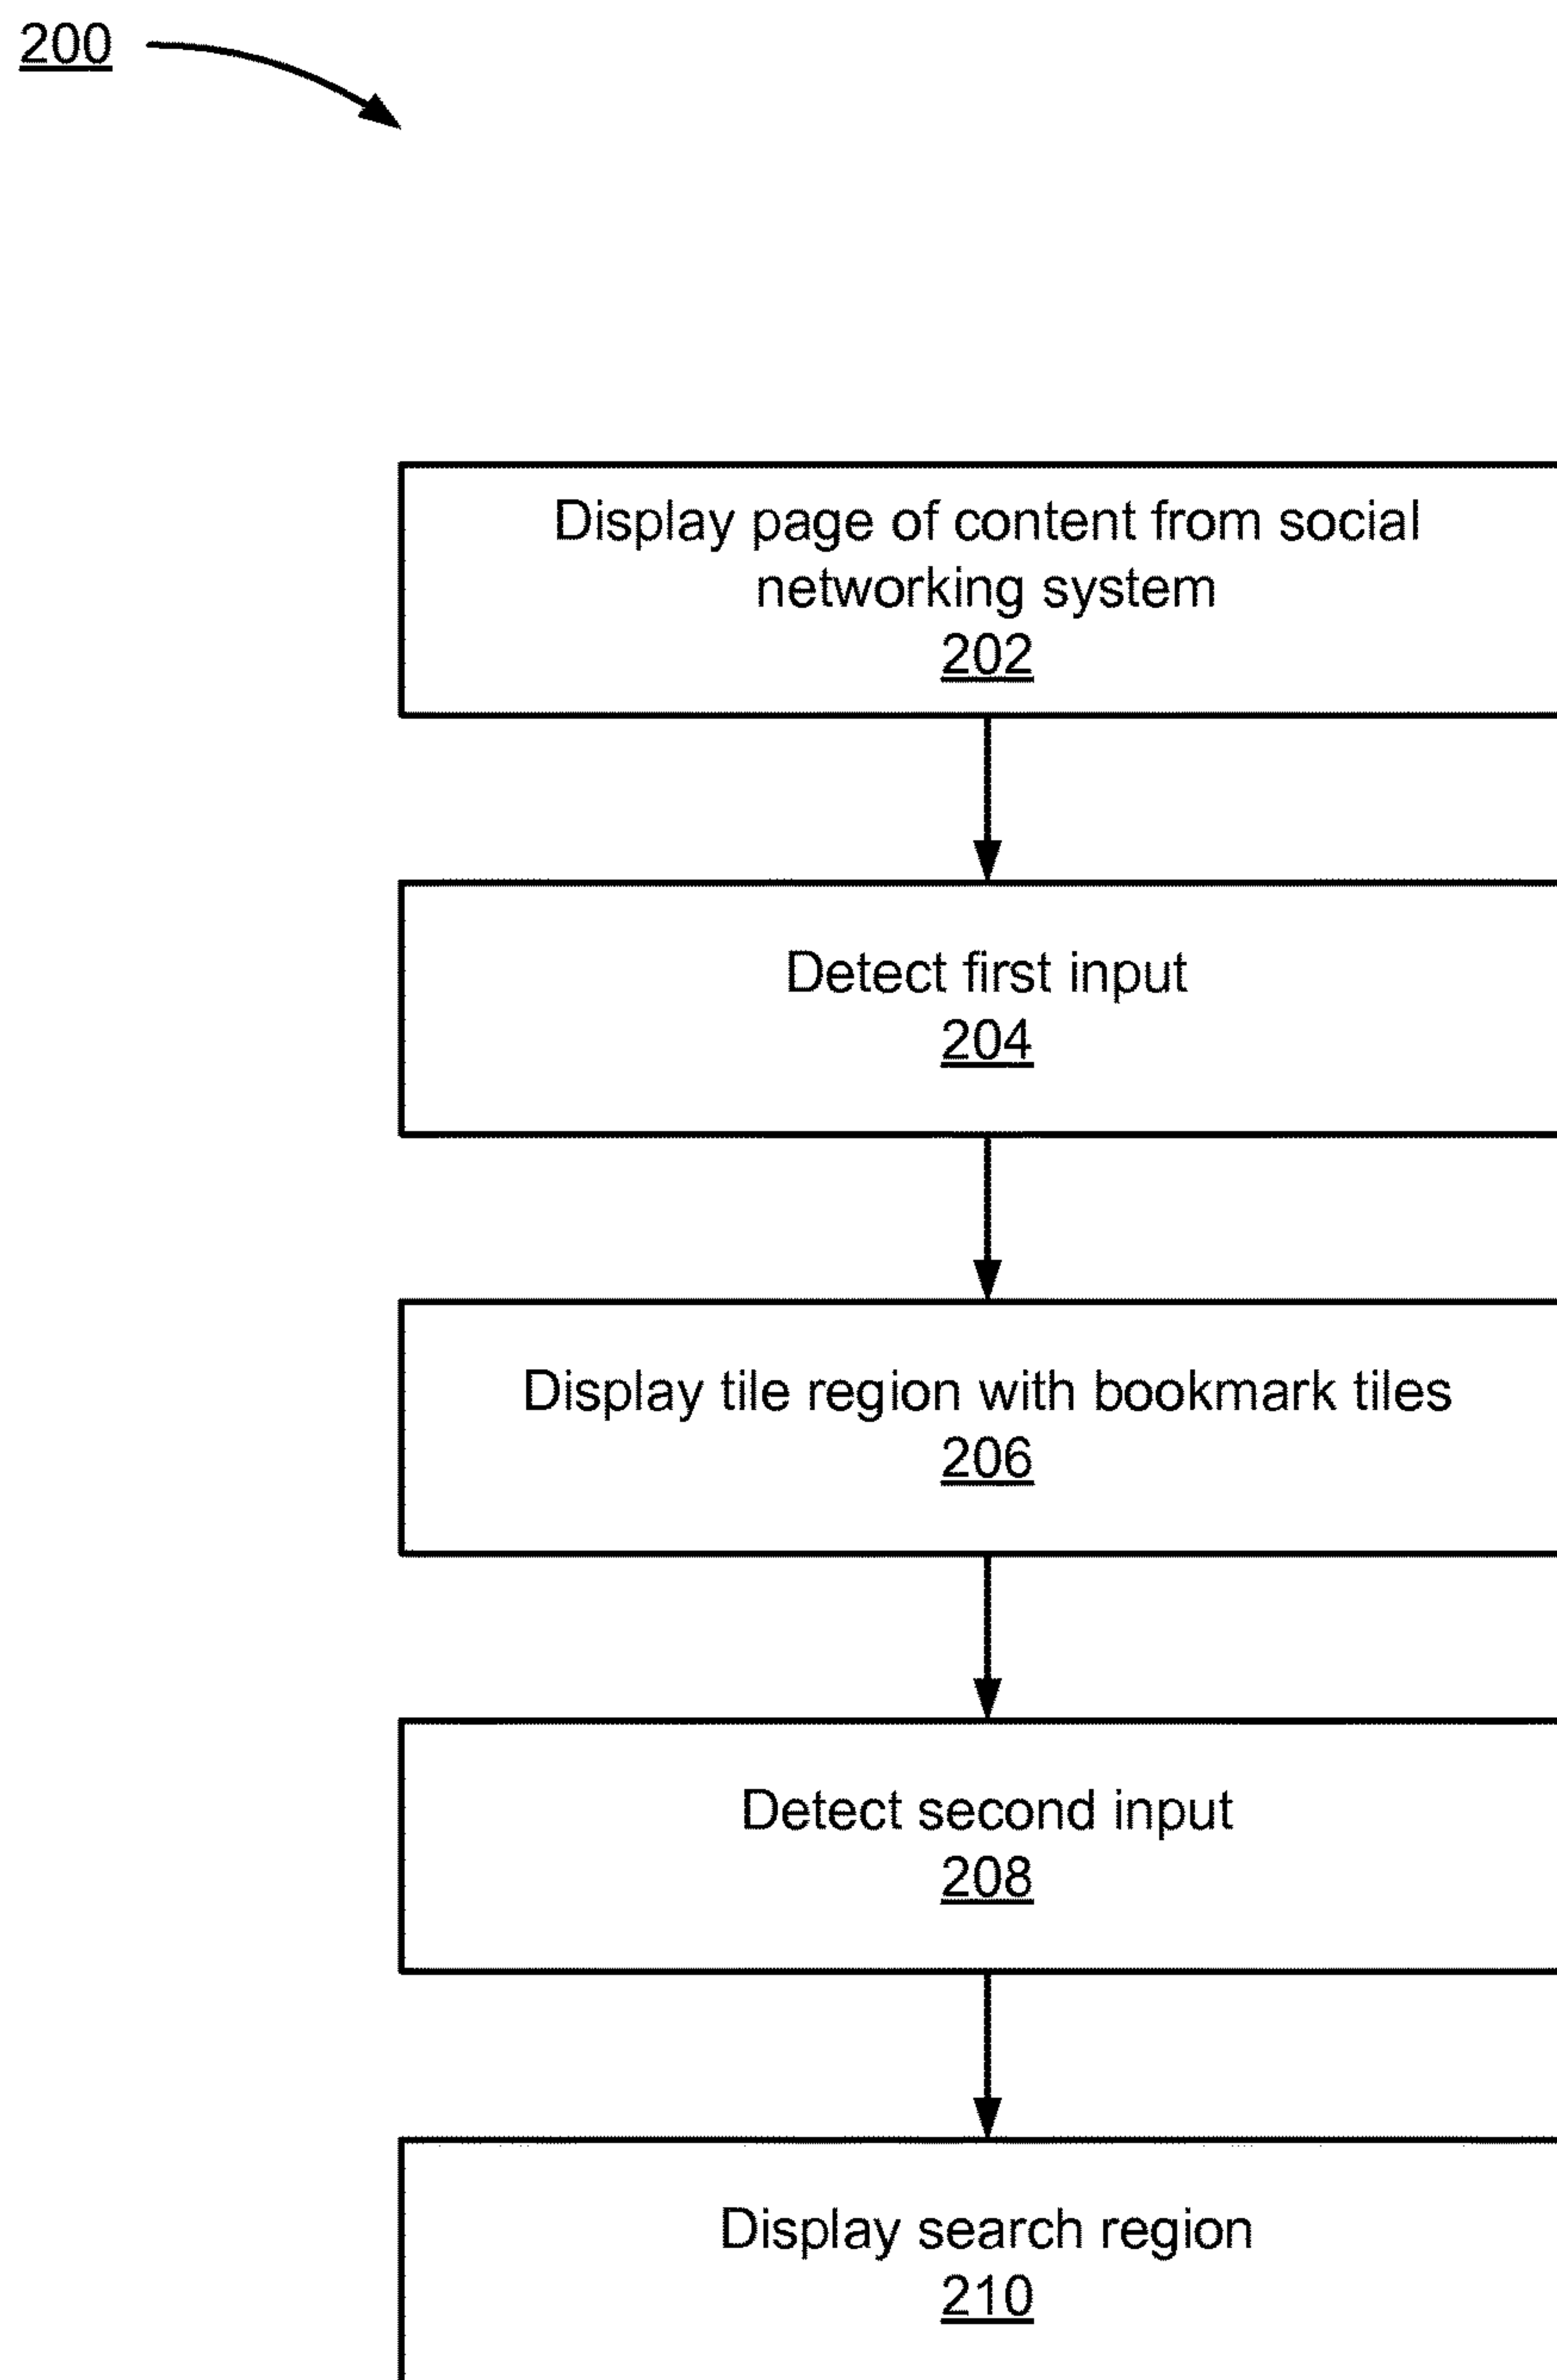 200
Display page of content from social
networking system
202
Detect first input
204
Display tile region with bookmark tiles
206
Detect second input
208
Display search region
210